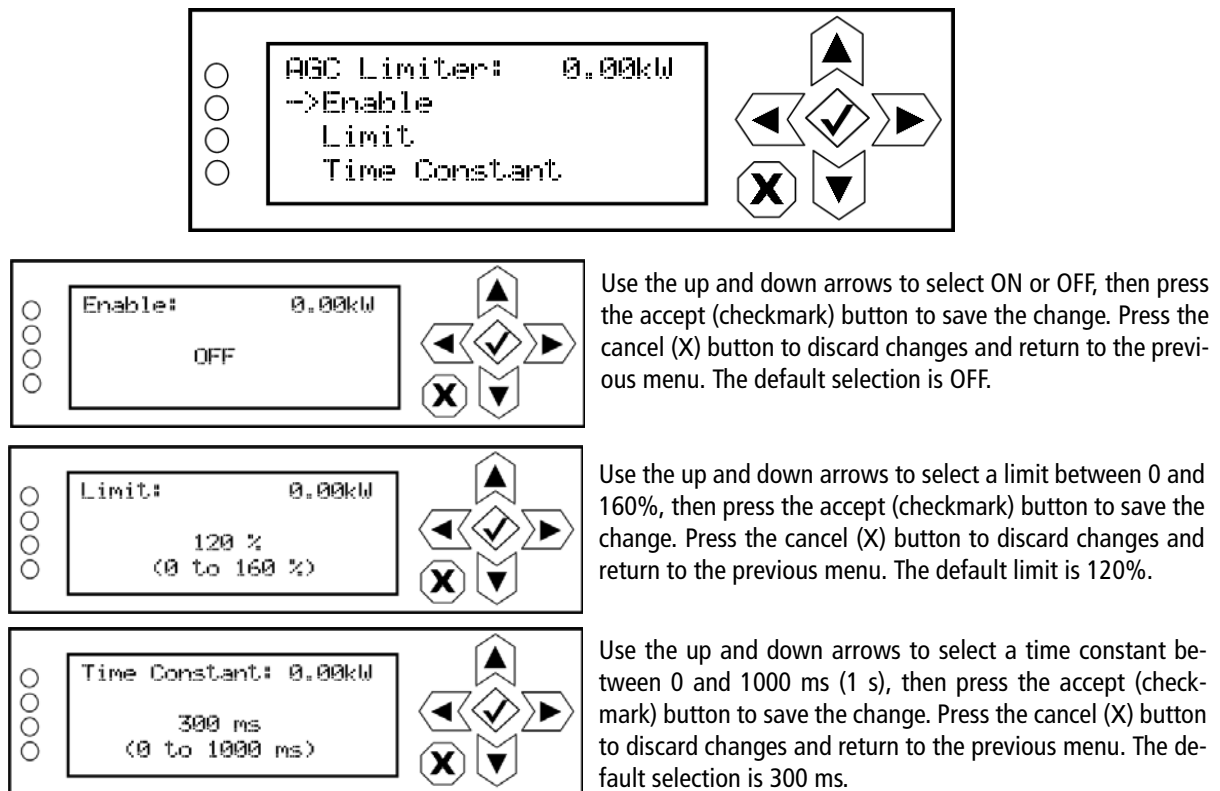 AGC Limiter: 0.00kW
->Enable
Limit
Time Constant
Enable: 0.00kW
OFF
Use the up and down arrows to select ON or OFF, then press
the accept (checkmark) button to save the change. Press the
cancel (X) button to discard changes and return to the previ-
ous menu. The default selection is OFF.
Limit: 0.00kW
120 %
(0 to 160 %)
Use the up and down arrows to select a limit between 0 and
160%, then press the accept (checkmark) button to save the
change. Press the cancel (X) button to discard changes and
return to the previous menu. The default limit is 120%.
Time Constant: 0.00kW
300 ms
(0 to 1000 ms)
Use the up and down arrows to select a time constant be-
tween 0 and 1000 ms (1 s), then press the accept (check-
mark) button to save the change. Press the cancel (X) button
to discard changes and return to the previous menu. The de-
fault selection is 300 ms.